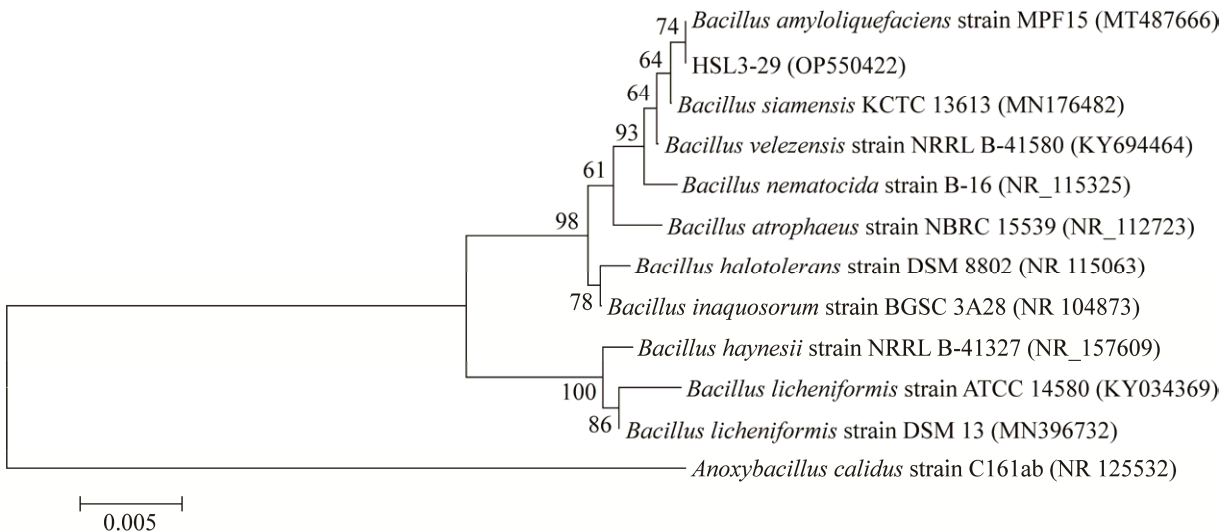 Bacillus amyloliquefaciens strain MPF15 (MT487666)
74
HSL3-29 (OP550422)
64
Bacillus siamensis KCTC 13613 (MN176482)
64
Bacillus velezensis strain NRRL B-41580 (KY694464)
93
Bacillus nematocida strain B-16 (NR_115325)
61
Bacillus atrophaeus strain NBRC 15539 (NR_112723)
98
Bacillus halotolerans strain DSM 8802 (NR 115063)
78
Bacillus inaquosorum strain BGSC 3A28 (NR 104873)
Bacillus haynesii strain NRRL B-41327 (NR_157609)
100
Bacillus licheniformis strain ATCC 14580 (KY034369)
86
Bacillus licheniformis strain DSM 13 (MN396732)
Anoxybacillus calidus strain C161ab (NR 125532)
0.005